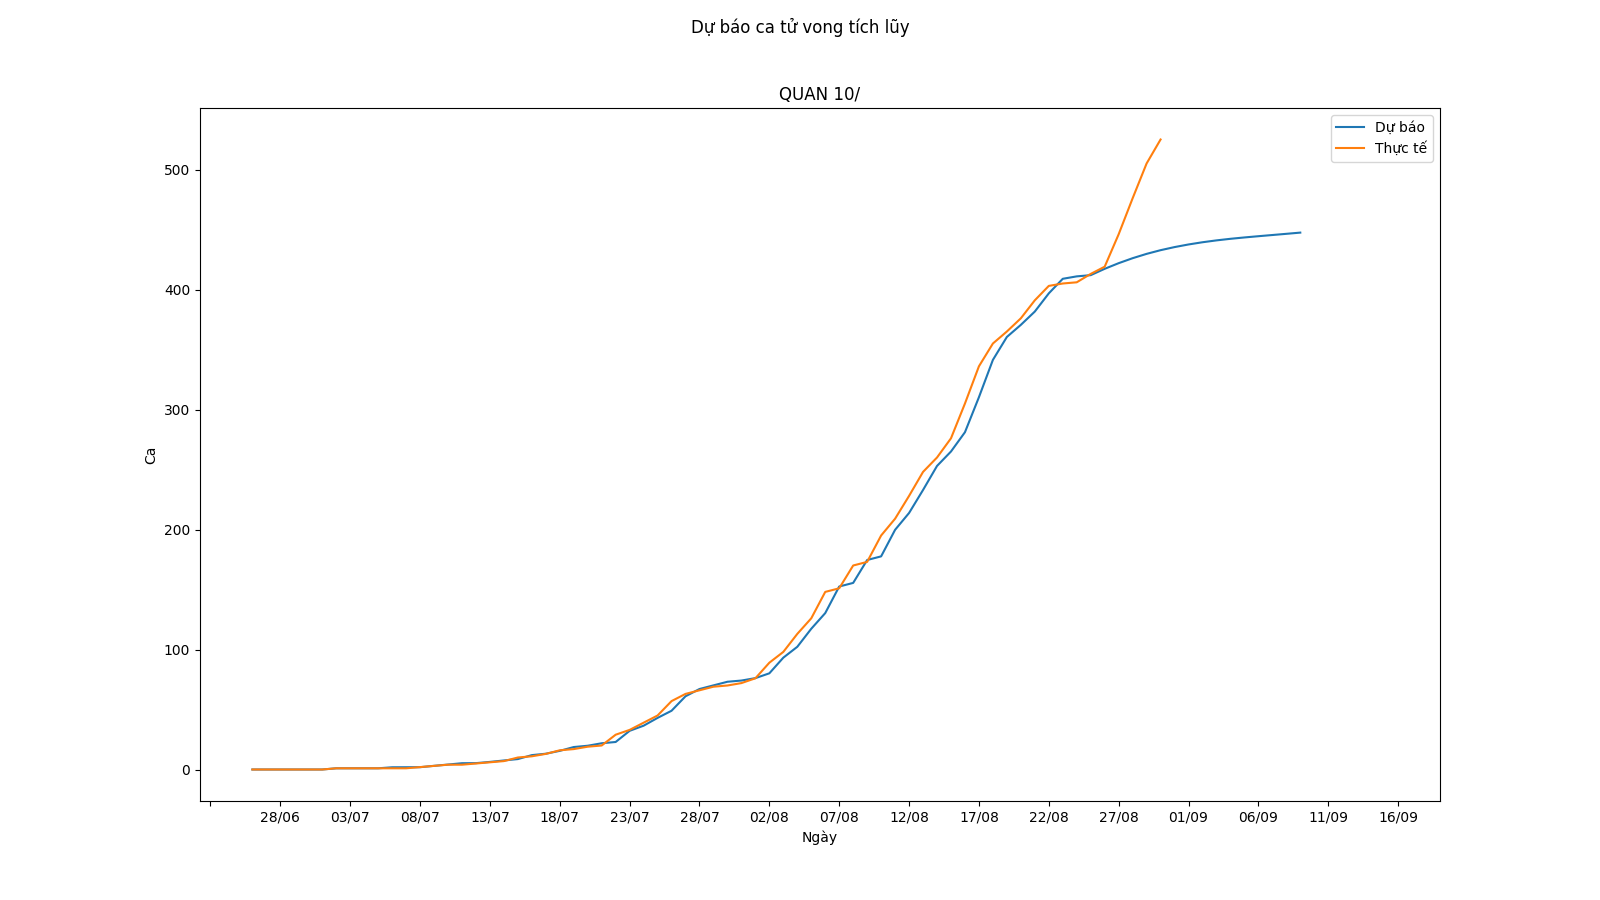 Dự báo ca tử vong tích lũy
QUAN 10/
Dự báo
Thực tế
500
400
300
200
100
0
Ca
28/06 03/07 08/07 13/07 18/07 23/07 28/07 02/08 07/08 12/08 17/08 22/08 27/08 01/09 06/09 11/09 16/09
Ngày